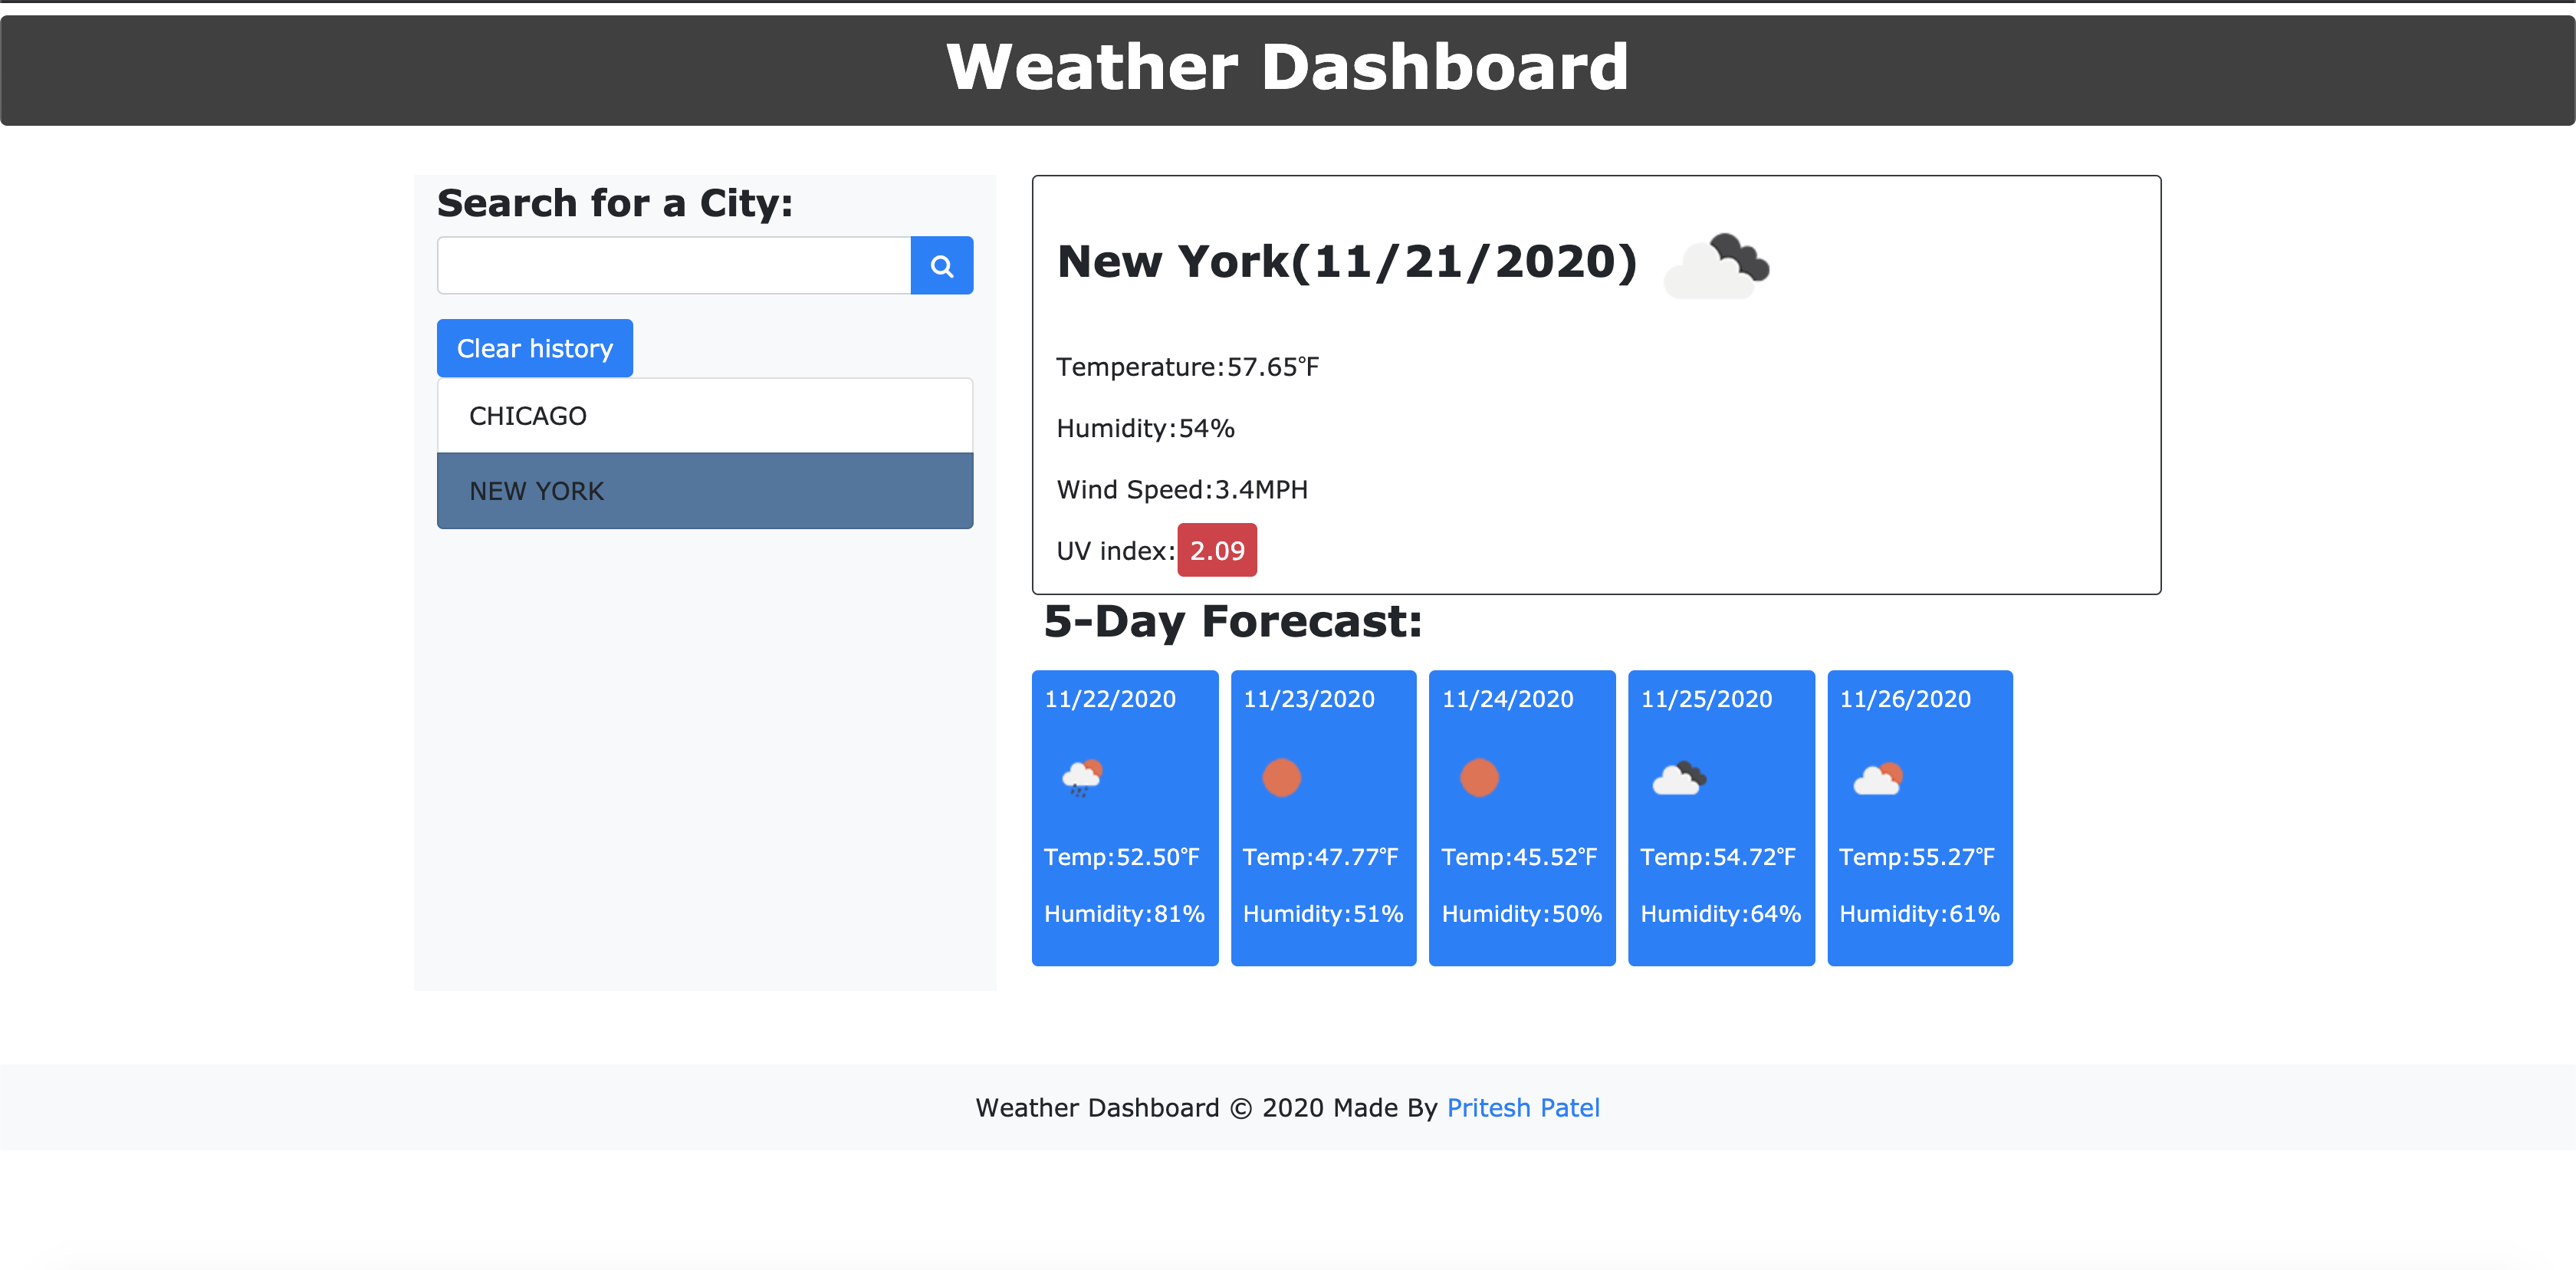 Weather Dashboard
Search for a City:
Clear history
CHICAGO
NEW YORK
New York(11/21/2020)
Temperature:57.65°F
Humidity:54%
Wind Speed:3.4MPH
UV index: 2.09
5-Day Forecast:
11/22/2020
Temp:52.50°F
Humidity:81%
11/23/2020
Temp:47.77°F
Humidity:51%
11/24/2020
Temp:45.52°F
Humidity:50%
11/25/2020
Temp:54.72°F
Humidity:64%
11/26/2020
Temp:55.27°F
Humidity:61%
Weather Dashboard © 2020 Made By Pritesh Patel